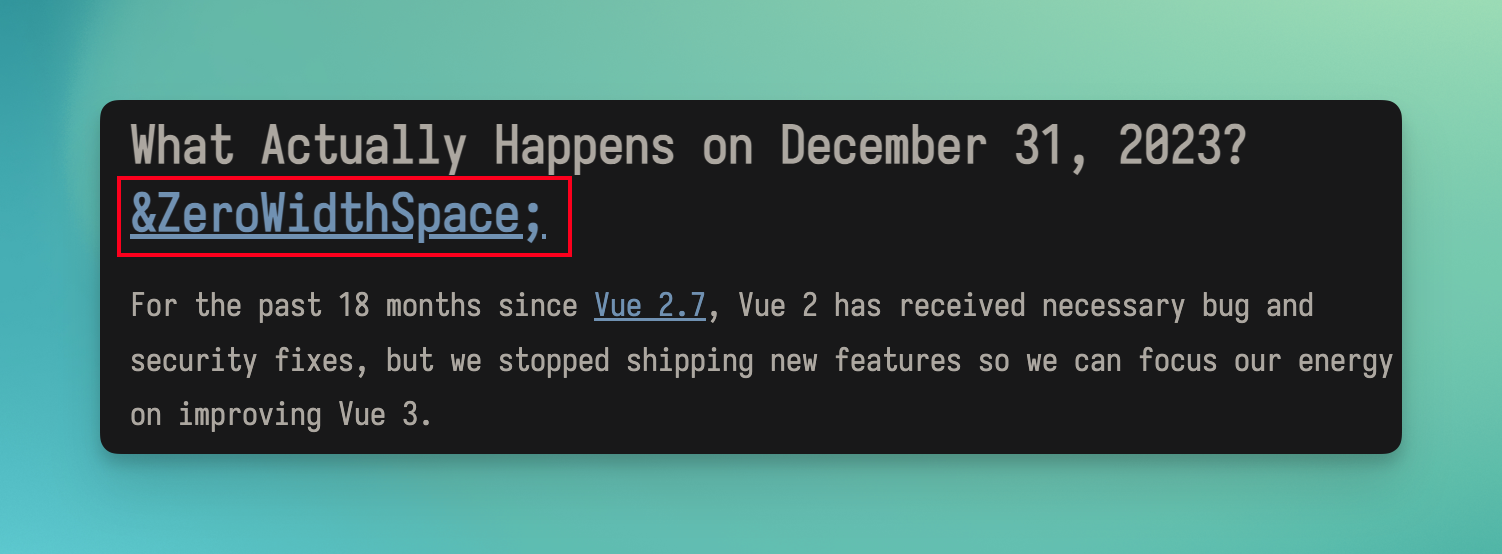 What Actually Happens on December 31, 2023?
&ZeroWidthSpace;
For the past 18 months since Vue 2.7, Vue 2 has received necessary bug and
security fixes, but we stopped shipping new features so we can focus our energy
on improving Vue 3.